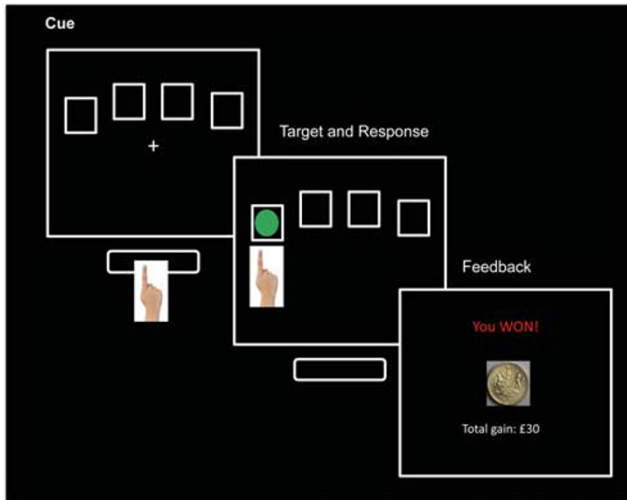 Cue
Target and Response
Feedback
You WON!
Total gain: £30